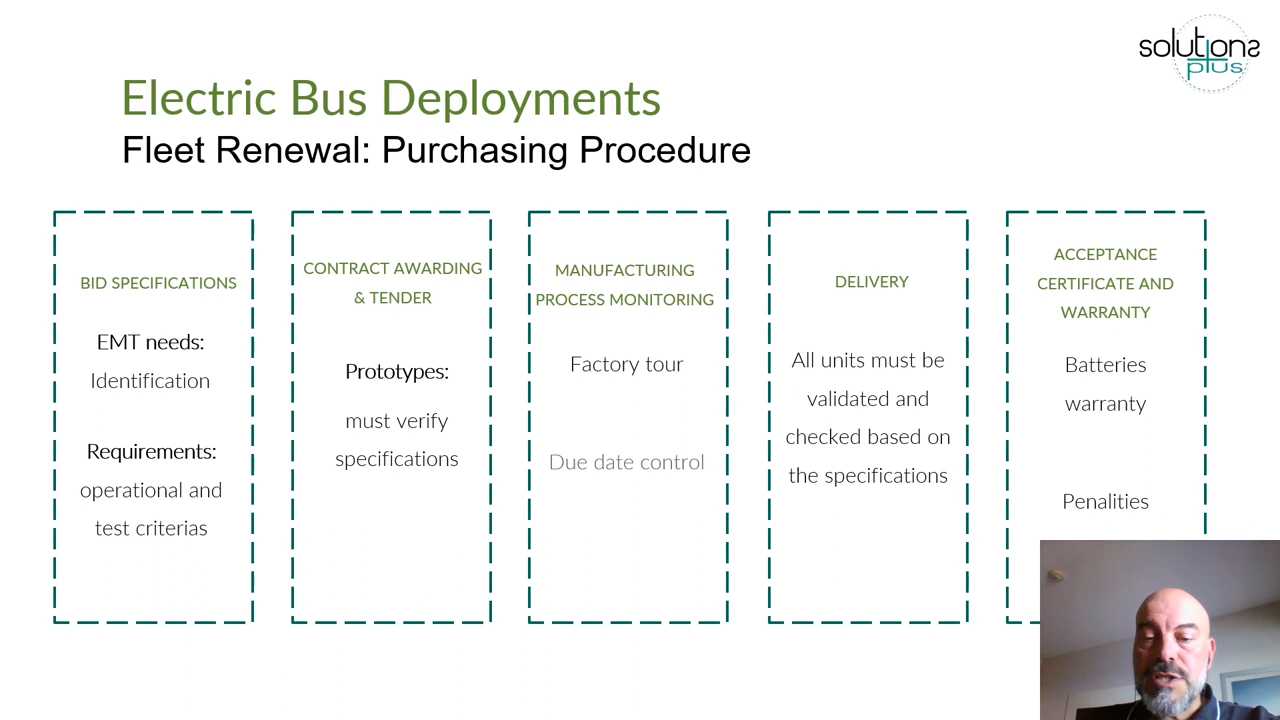 solutions
plus
Electric Bus Deployments
Fleet Renewal: Purchasing Procedure
BID SPECIFICATIONS
EMT needs:
Identification
Requirements:
operational and
test criterias
CONTRACT AWARDING
& TENDER
Prototypes:
must verify
specifications
MANUFACTURING
PROCESS MONITORING
Factory tour
Due date control
DELIVERY
All units must be
validated and
checked based on
the specifications
ACCEPTANCE
CERTIFICATE AND
WARRANTY
Batteries
warranty
Penalities